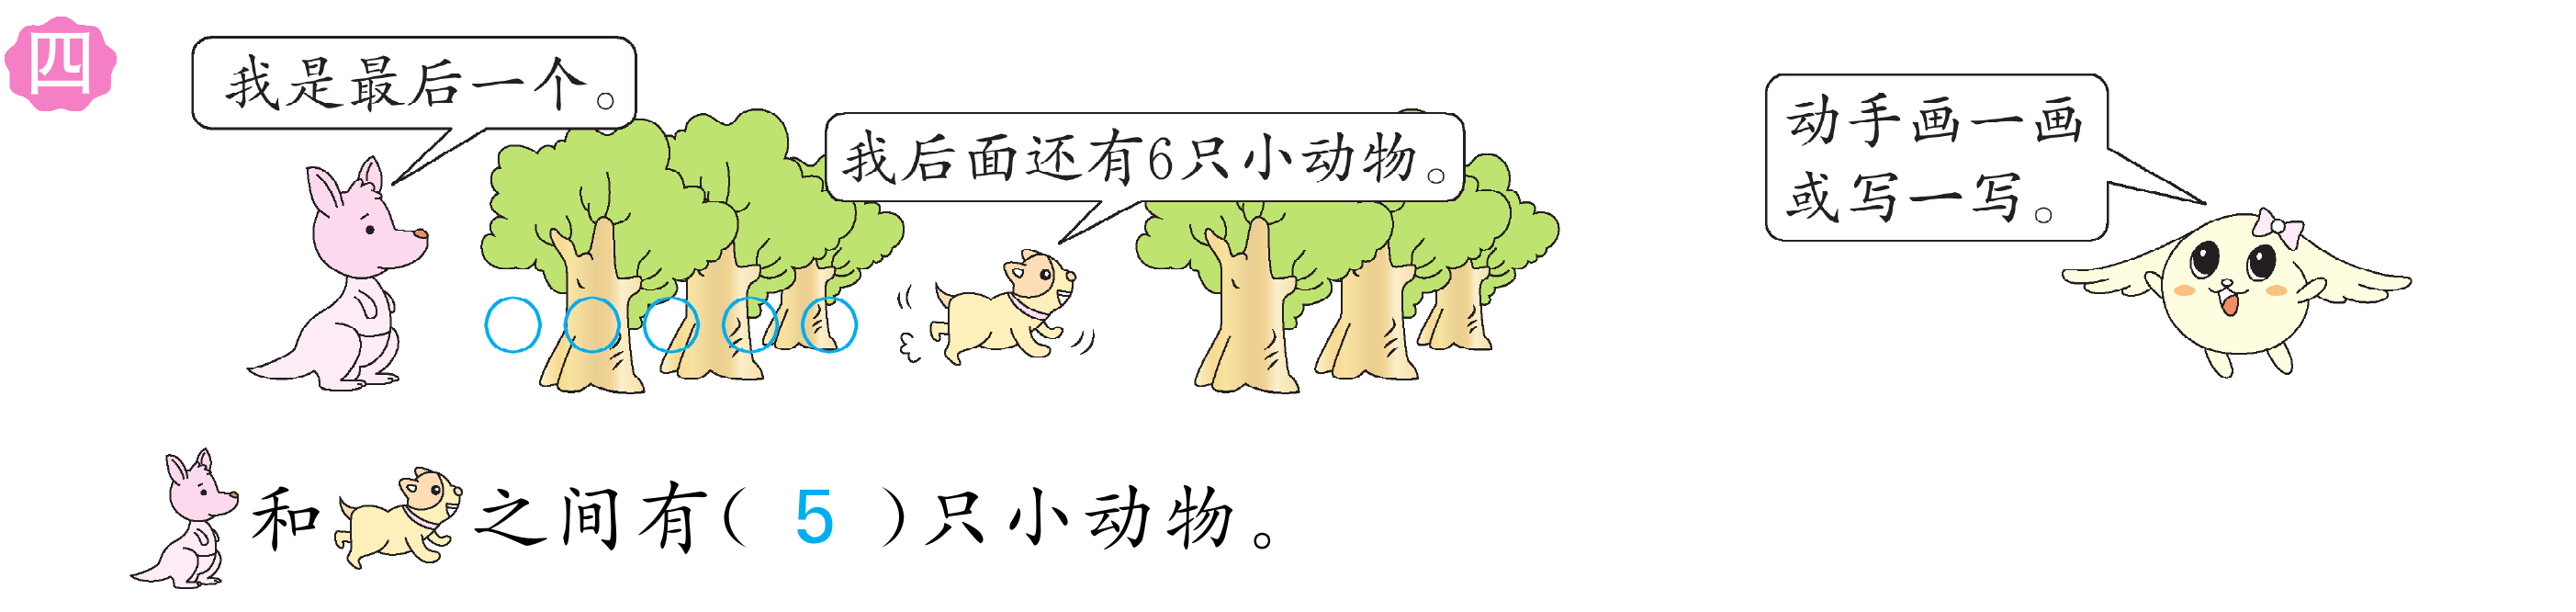 四
我是最后一个。
我后面还有6只小动物。
动手画一画
或写一写。
和之间有( 5 )只小动物。